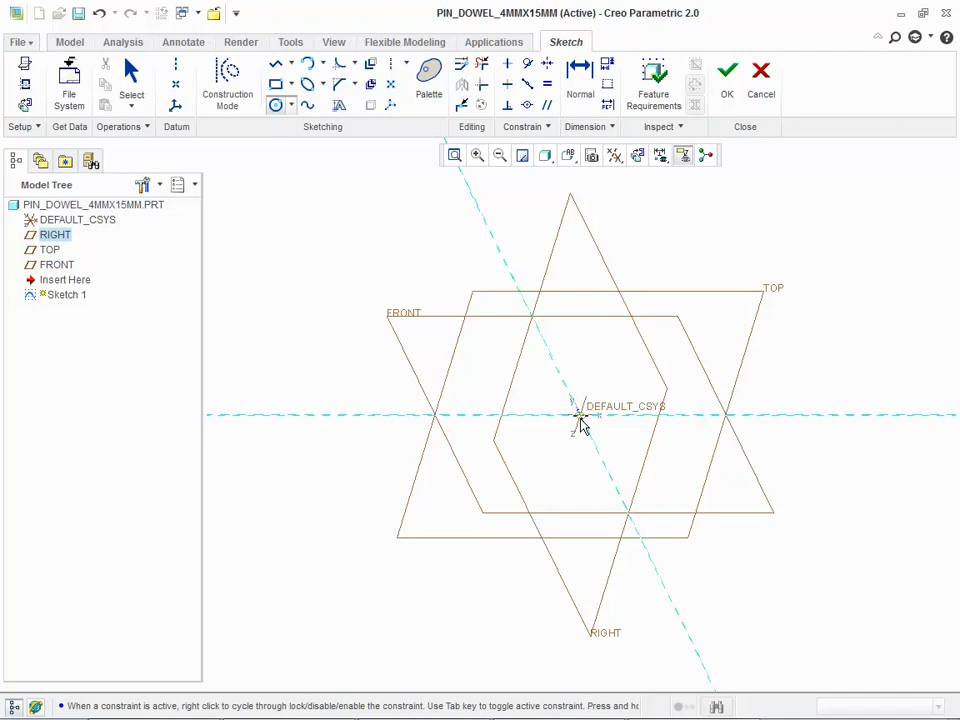 PIN_DOWEL_4MMX15MM (Active) - Creo Parametric 2.0
File Model Analysis Annotate Render Tools View Flexible Modeling Applications Sketch
File System
Select
Construction Mode
Palette
Normal
Feature Requirements
OK
Cancel
Setup Get Data Operations Datum Sketching Editing Constrain Dimension Inspect Close
Model Tree
PIN_DOWEL_4MMX15MM.PRT
DEFAULT_CSYS
RIGHT
TOP
FRONT
Insert Here
Sketch 1
TOP
FRONT
DEFAULT_CSYS
y
x
z
RIGHT
When a constraint is active, right click to cycle through lock/disable/enable the constraint. Use Tab key to toggle active constraint. Press and